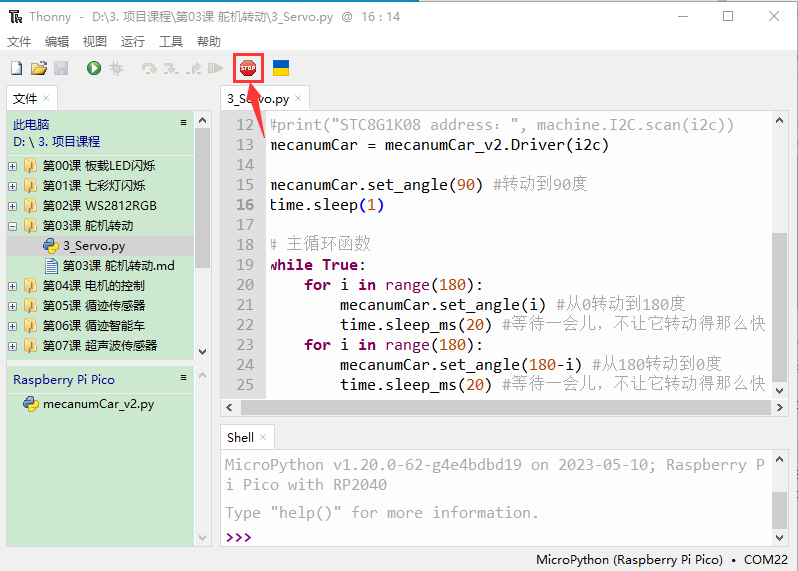 Thonny - D:\3. 项目课程\第03课 舵机转动\3_Servo.py @ 16 : 14
文件 编辑 视图 运行 工具 帮助
STOP
文件 ×
此电脑
D: \ 3. 项目课程
第00课 板载LED闪烁
第01课 七彩灯闪烁
第02课 WS2812RGB
第03课 舵机转动
3_Servo.py
第03课 舵机转动.md
第04课 电机的控制
第05课 循迹传感器
第06课 循迹智能车
第07课 超声波传感器
Raspberry Pi Pico
mecanumCar_v2.py
3_Servo.py ×
12 #print("STC8G1K08 address：", machine.I2C.scan(i2c))
13 mecanumCar = mecanumCar_v2.Driver(i2c)
14
15 mecanumCar.set_angle(90) #转动到90度
16 time.sleep(1)
17
18 # 主循环函数
19 while True:
20 for i in range(180):
21 mecanumCar.set_angle(i) #从0转动到180度
22 time.sleep_ms(20) #等待一会儿，不让它转动得那么快
23 for i in range(180):
24 mecanumCar.set_angle(180-i) #从180转动到0度
25 time.sleep_ms(20) #等待一会儿，不让它转动得那么快
Shell ×
MicroPython v1.20.0-62-g4e4bdbd19 on 2023-05-10; Raspberry P
i Pico with RP2040
Type "help()" for more information.
>>>
MicroPython (Raspberry Pi Pico) • COM22